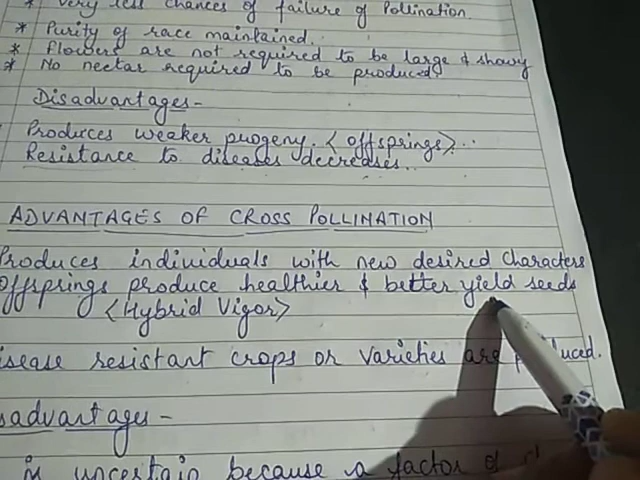 * Very less chances of failure of Pollination.
* Purity of race maintained.
* Flowers are not required to be large & showy
* No nectar required to be produced
Disadvantages -
Produces weaker progeny. <offsprings>...
Resistance to diseases decreases..
ADVANTAGES OF CROSS POLLINATION
Produces individuals with new desired characters
Offsprings produce healthier & better yield seeds
<Hybrid Vigor>
isease resistant crops or varieties are p duced.
sadvantages -
is uncertain because a factor of